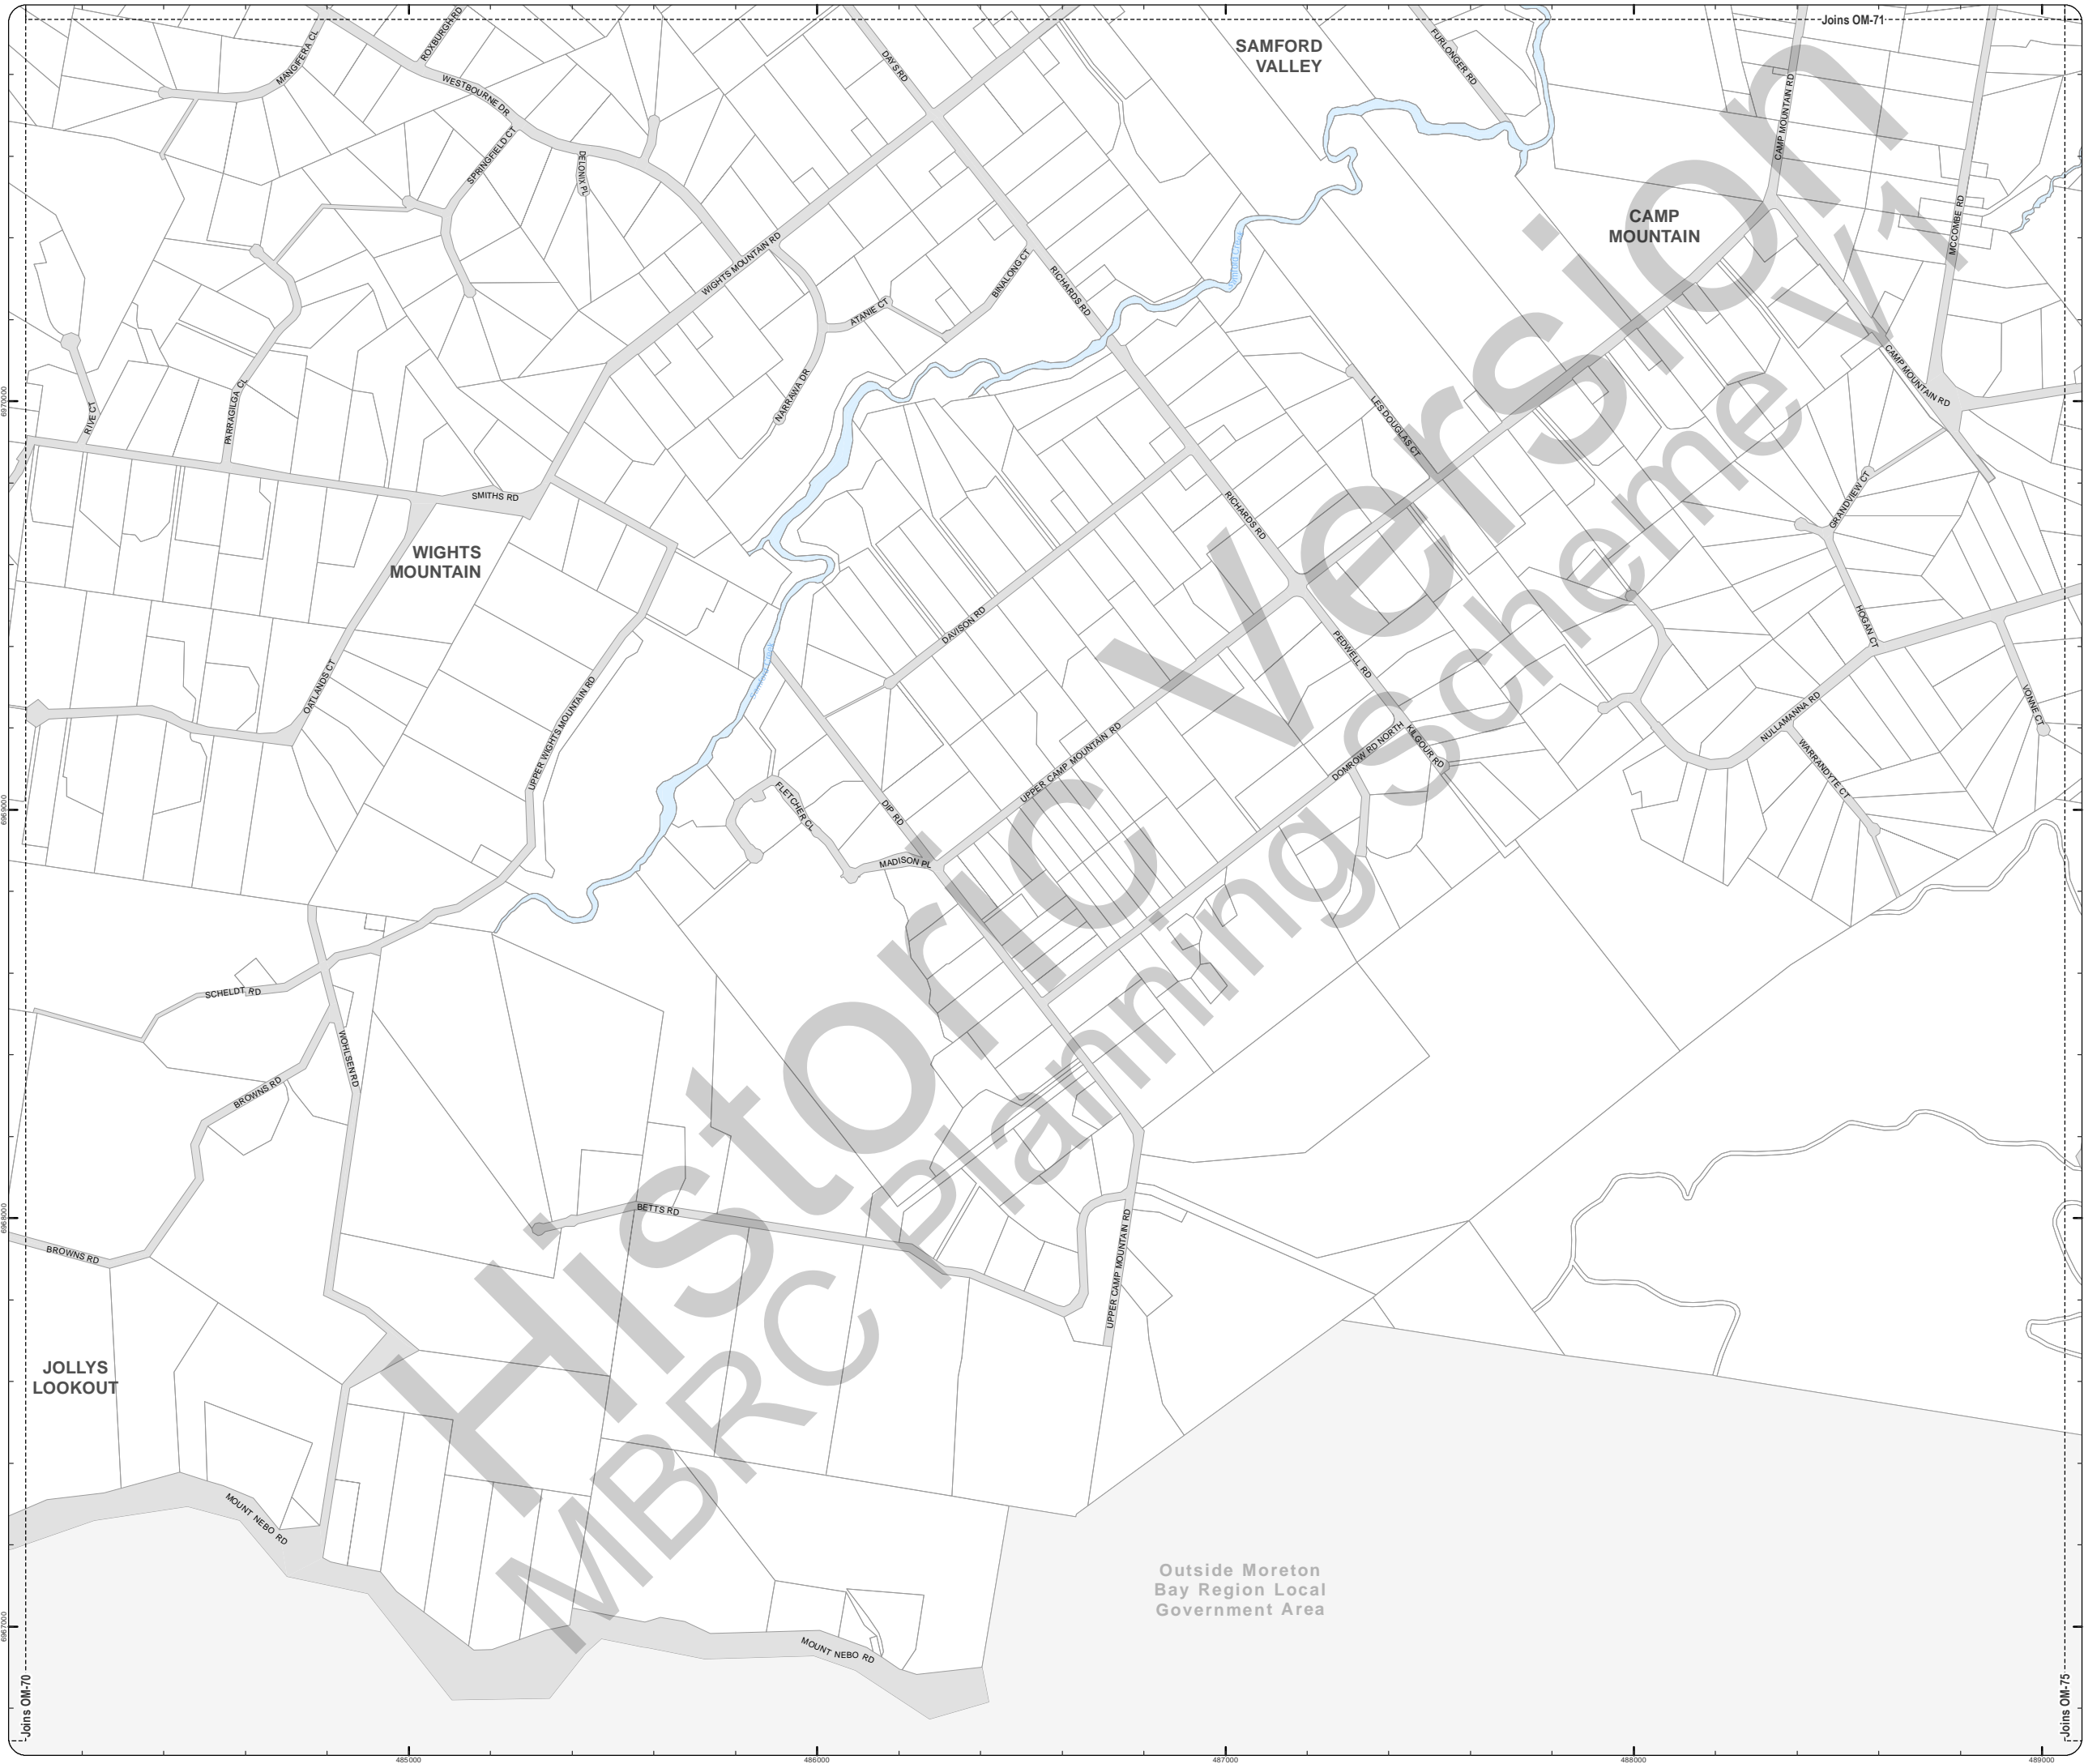 Joins OM-71
SAMFORD
VALLEY
FURLONGER RD
ROXBURGH RD
MANGIFERA CL
WESTBOURNE DR
DAYS RD
CAMP MOUNTAIN RD
SPRINGFIELD CT
DELONIX PL
CAMP
MOUNTAIN
MCCOMBE RD
WIGHTS MOUNTAIN RD
BINALONG CT
RICHARDS RD
ATANIE CT
NARRAWA DR
CAMP MOUNTAIN RD
RIVE CT
PARRAGILGA CL
LES DOUGLAS CT
SMITHS RD
RICHARDS RD
GRANDVIEW CT
WIGHTS
MOUNTAIN
DAVISON RD
HOGAN CT
PEDWELL RD
OATLANDS CT
UPPER WIGHTS MOUNTAIN RD
UPPER CAMP MOUNTAIN RD
DOMROW RD NORTH
KILGOUR RD
NULLAMANNA RD
VONNE CT
WARRANDYTE CT
FLETCHER CL
DIP RD
MADISON PL
SCHELDT RD
WOHLSEN RD
BROWNS RD
BETTS RD
BROWNS RD
UPPER CAMP MOUNTAIN RD
JOLLYS
LOOKOUT
MOUNT NEBO RD
MOUNT NEBO RD
Outside Moreton
Bay Region Local
Government Area
Historic Version
MBRC Planning scheme V1
Joins OM-70
Joins OM-75
6970000
6969000
6968000
6967000
485000
486000
487000
488000
489000